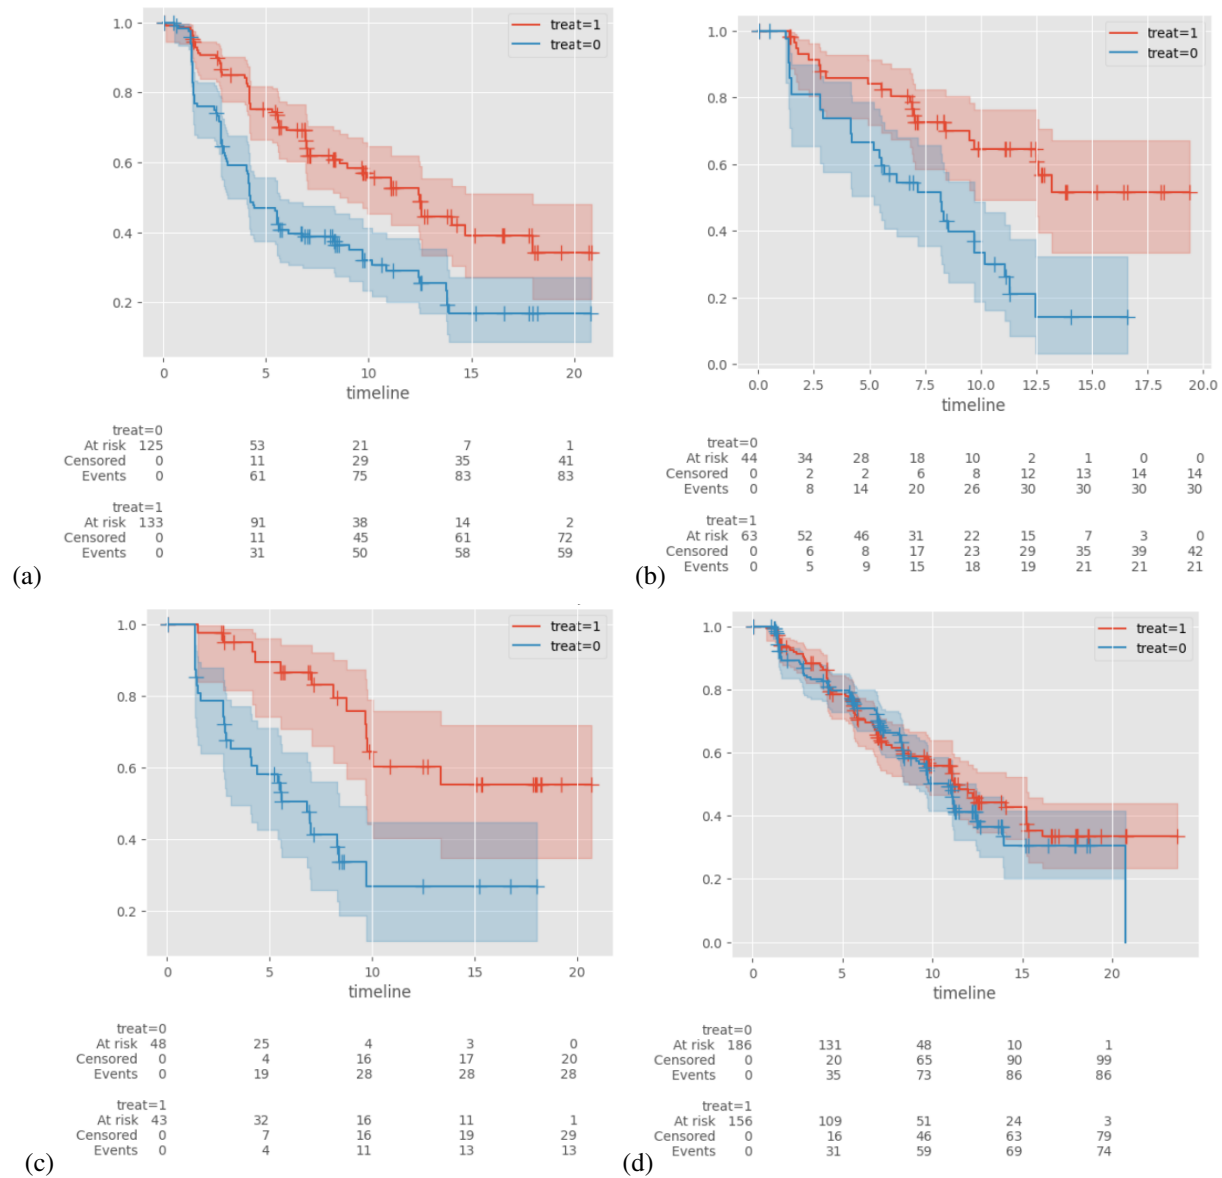 1.0
0.8
0.6
0.4
0.2
treat=1
treat=0
0 5 10 15 20
timeline
treat=0
At risk 125 53 21 7 1
Censored 0 11 29 35 41
Events 0 61 75 83 83
treat=1
At risk 133 91 38 14 2
Censored 0 11 45 61 72
Events 0 31 50 58 59
(a)
1.0
0.8
0.6
0.4
0.2
0.0
treat=1
treat=0
0.0 2.5 5.0 7.5 10.0 12.5 15.0 17.5 20.0
timeline
treat=0
At risk 44 34 28 18 10 2 1 0 0
Censored 0 2 2 6 8 12 13 14 14
Events 0 8 14 20 26 30 30 30 30
treat=1
At risk 63 52 46 31 22 15 7 3 0
Censored 0 6 8 17 23 29 35 39 42
Events 0 5 9 15 18 19 21 21 21
(b)
1.0
0.8
0.6
0.4
0.2
treat=1
treat=0
0 5 10 15 20
timeline
treat=0
At risk 48 25 4 3 0
Censored 0 4 16 17 20
Events 0 19 28 28 28
treat=1
At risk 43 32 16 11 1
Censored 0 7 16 19 29
Events 0 4 11 13 13
(c)
1.0
0.8
0.6
0.4
0.2
0.0
treat=1
treat=0
0 5 10 15 20
timeline
treat=0
At risk 186 131 48 10 1
Censored 0 20 65 90 99
Events 0 35 73 86 86
treat=1
At risk 156 109 51 24 3
Censored 0 16 46 63 79
Events 0 31 59 69 74
(d)